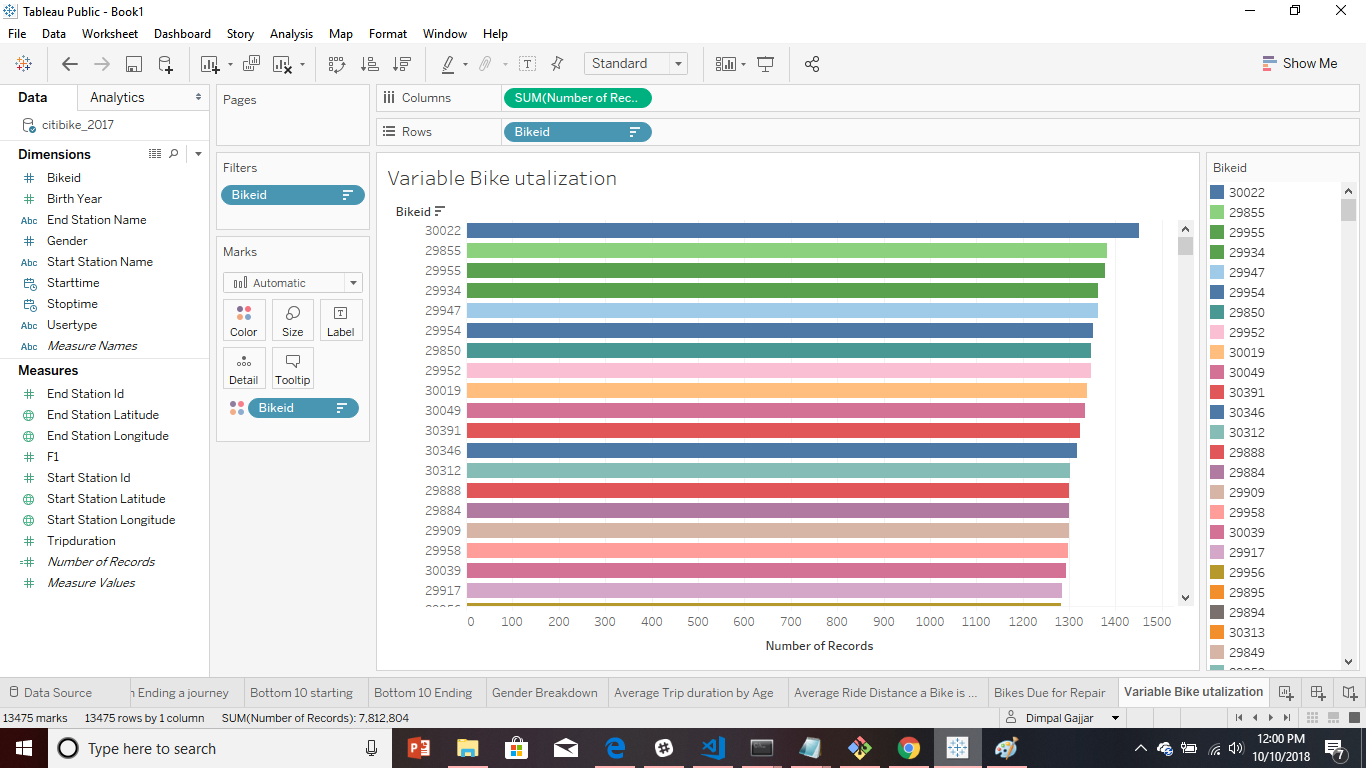 Tableau Public - Book1
File Data Worksheet Dashboard Story Analysis Map Format Window Help
Standard
Show Me
Data Analytics
citibike_2017
Dimensions
Bikeid
Birth Year
Abc End Station Name
Gender
Abc Start Station Name
Starttime
Stoptime
Abc Usertype
Abc Measure Names
Measures
End Station Id
End Station Latitude
End Station Longitude
F1
Start Station Id
Start Station Latitude
Start Station Longitude
Tripduration
Number of Records
Measure Values
Pages
Filters
Bikeid
Marks
Automatic
Color Size Label
Detail Tooltip
Bikeid
Columns SUM(Number of Rec..
Rows Bikeid
Variable Bike utalization
Bikeid
30022
29855
29955
29934
29947
29954
29850
29952
30019
30049
30391
30346
30312
29888
29884
29909
29958
30039
29917
29956
0 100 200 300 400 500 600 700 800 900 1000 1100 1200 1300 1400 1500
Number of Records
Bikeid
30022
29855
29955
29934
29947
29954
29850
29952
30019
30049
30391
30346
30312
29888
29884
29909
29958
30039
29917
29956
29895
29894
30313
29849
Data Source
n Ending a journey
Bottom 10 starting
Bottom 10 Ending
Gender Breakdown
Average Trip duration by Age
Average Ride Distance a Bike is ...
Bikes Due for Repair
Variable Bike utalization
13475 marks 13475 rows by 1 column SUM(Number of Records): 7,812,804
Dimpal Gajjar
Type here to search
12:00 PM
10/10/2018
7